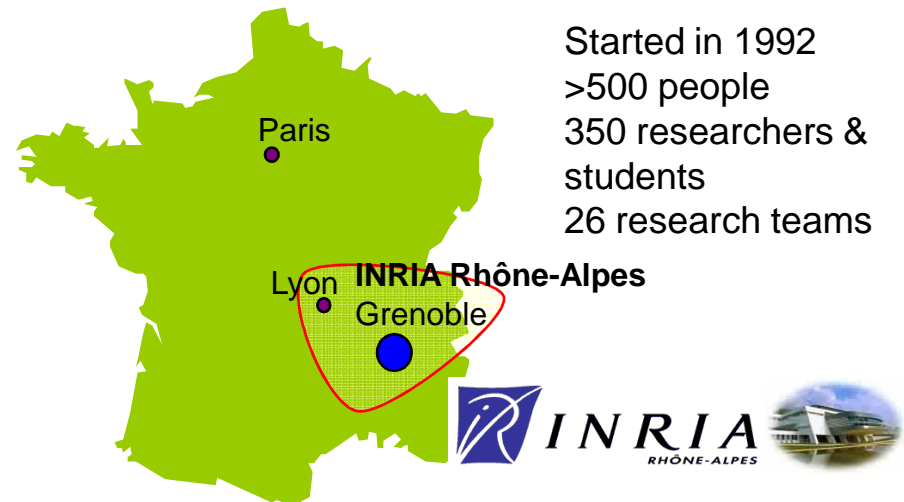 Started in 1992
>500 people
350 researchers &
students
26 research teams
Paris
INRIA Rhône-Alpes
Lyon
Grenoble
INRIA
RHÔNE-ALPES